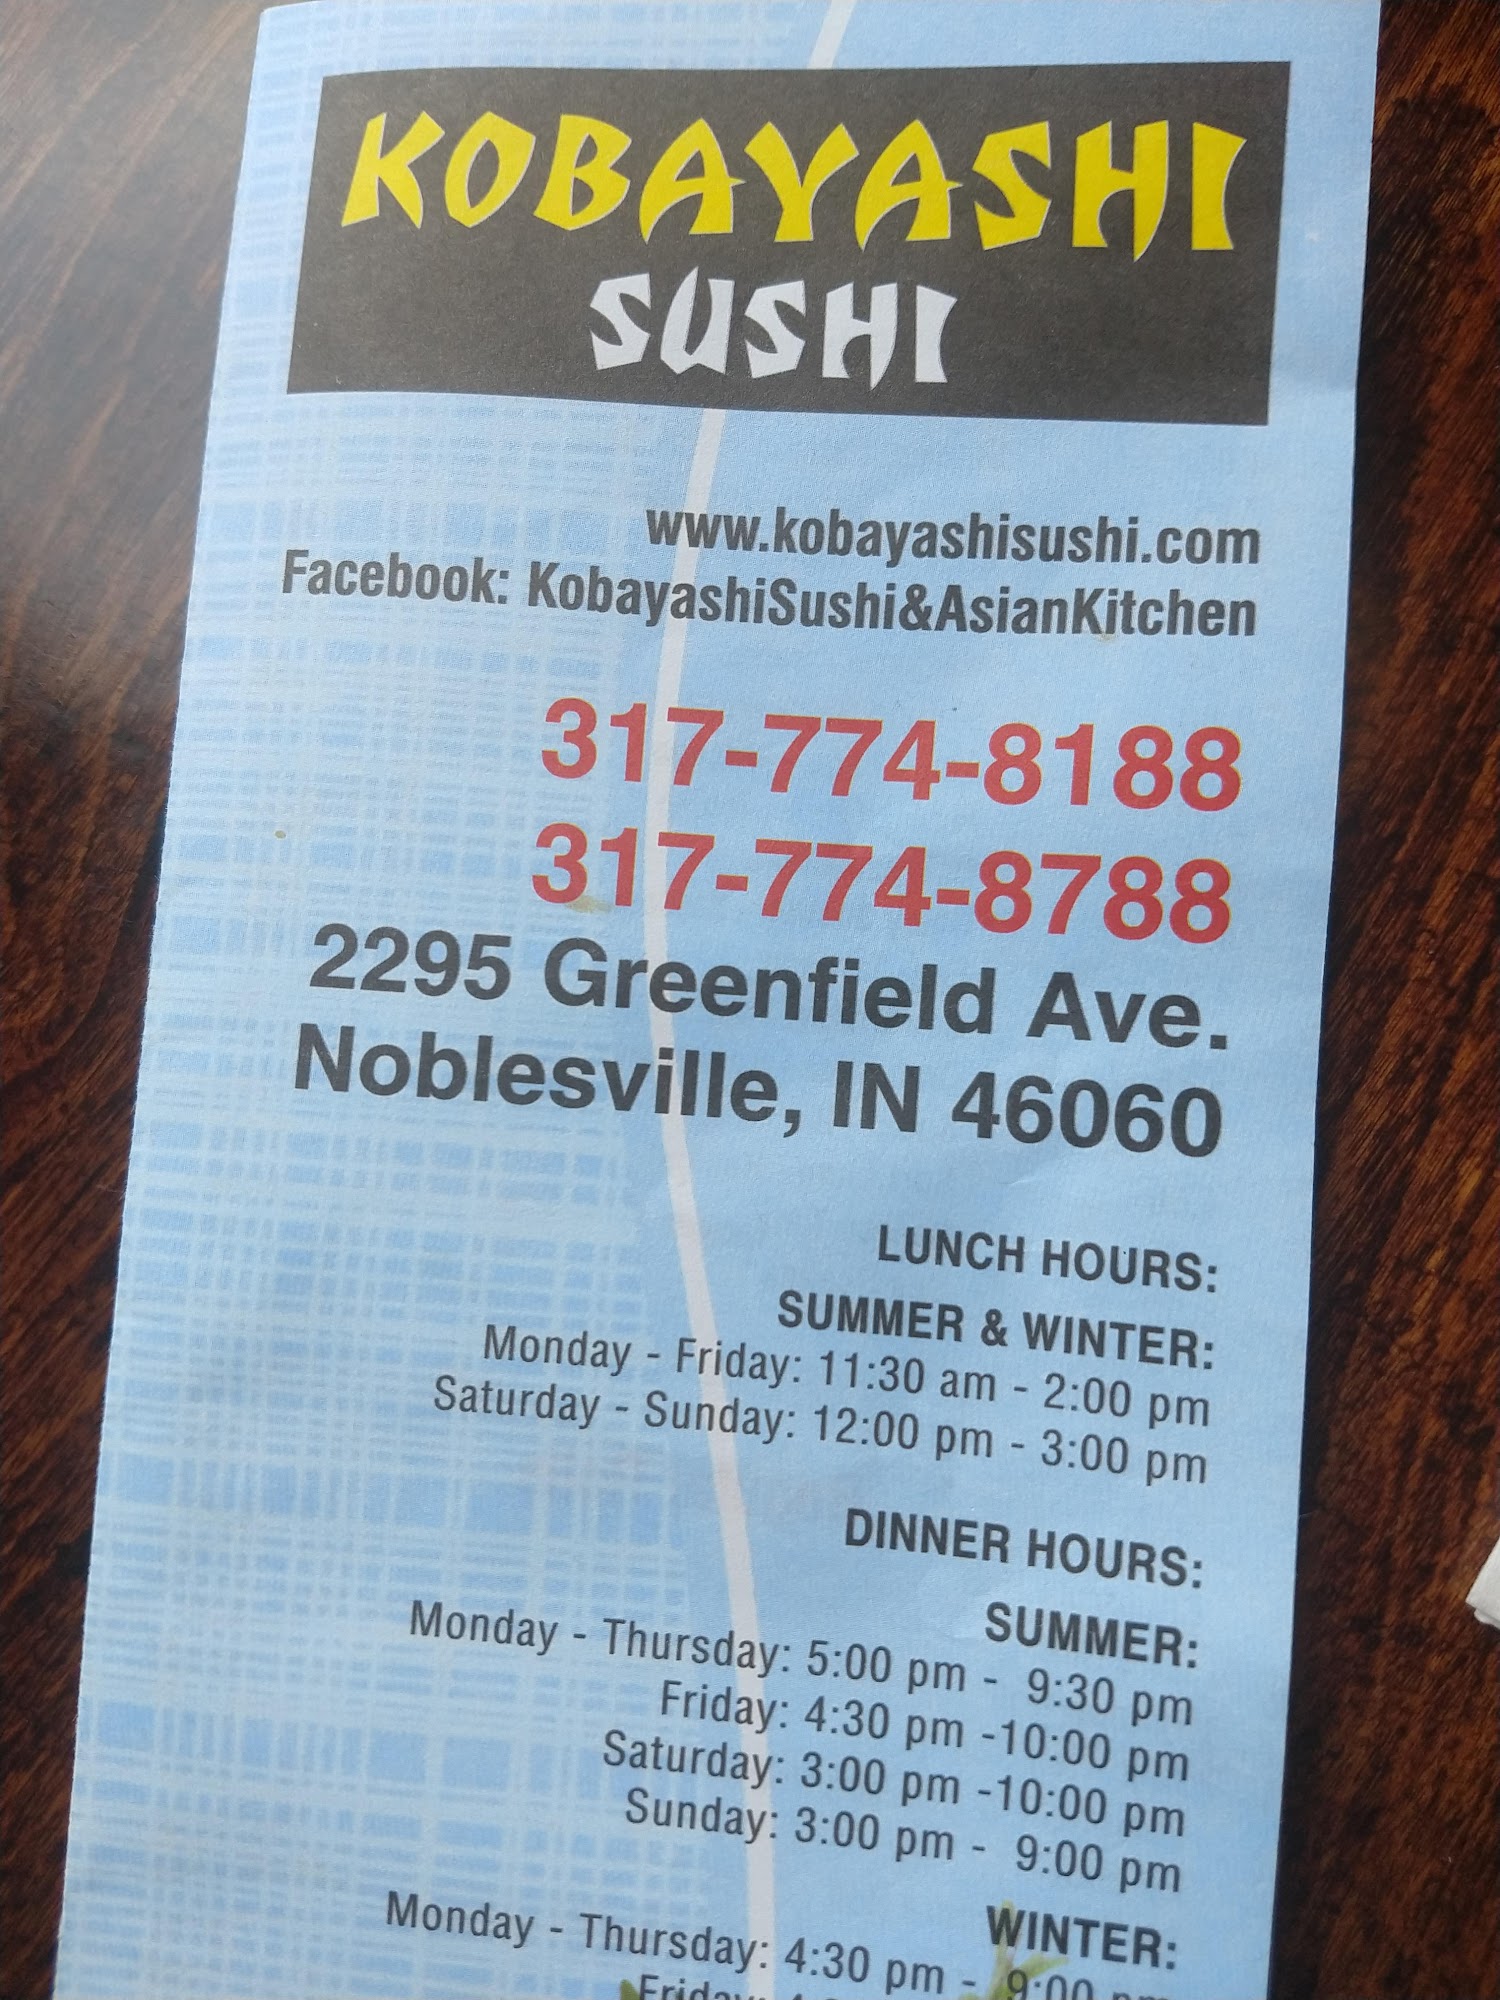 KOBAYASHI
SUSHI
www.kobayashisushi.com
Facebook: KobayashiSushi&AsianKitchen
317-774-8188
317-774-8788
2295 Greenfield Ave.
Noblesville, IN 46060
LUNCH HOURS:
SUMMER & WINTER:
Monday - Friday: 11:30 am - 2:00 pm
Saturday - Sunday: 12:00 pm - 3:00 pm
DINNER HOURS:
SUMMER:
Monday - Thursday: 5:00 pm - 9:30 pm
Friday: 4:30 pm -10:00 pm
Saturday: 3:00 pm -10:00 pm
Sunday: 3:00 pm - 9:00 pm
WINTER:
Monday - Thursday: 4:30 pm - 9:00 pm
Friday: